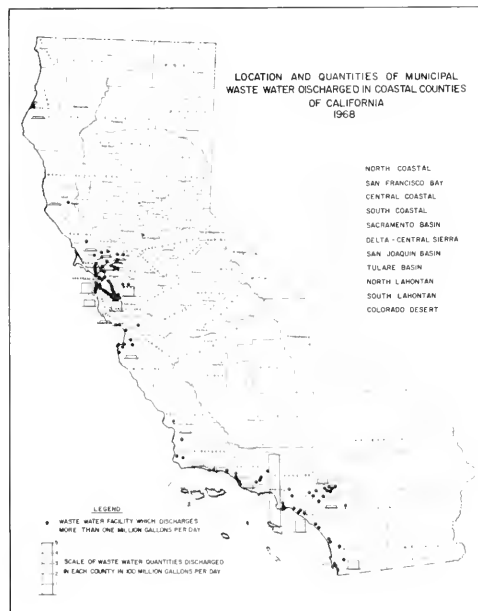 LOCATION AND QUANTITIES OF MUNICIPAL
WASTE WATER DISCHARGED IN COASTAL COUNTIES
OF CALIFORNIA
1968
NORTH COASTAL
SAN FRANCISCO BAY
CENTRAL COASTAL
SOUTH COASTAL
SACRAMENTO BASIN
DELTA - CENTRAL SIERRA
SAN JOAQUIN BASIN
TULARE BASIN
NORTH LAHONTAN
SOUTH LAHONTAN
COLORADO DESERT
LEGEND
WASTE WATER FACILITY WHICH DISCHARGES
MORE THAN ONE MILLION GALLONS PER DAY
SCALE OF WASTE WATER QUANTITIES DISCHARGED
IN EACH COUNTY IN 100 MILLION GALLONS PER DAY